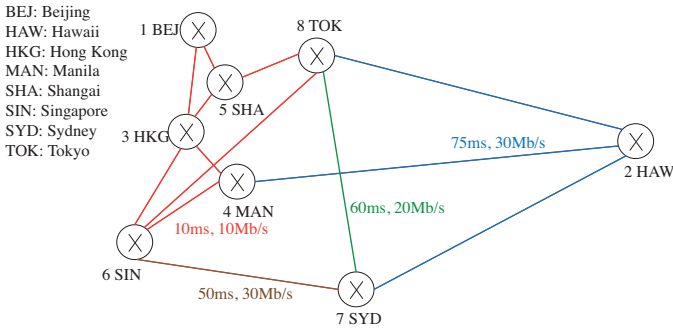 BEJ: Beijing
HAW: Hawaii
HKG: Hong Kong
MAN: Manila
SHA: Shangai
SIN: Singapore
SYD: Sydney
TOK: Tokyo
1 BEJ
8 TOK
5 SHA
3 HKG
75ms, 30Mb/s
2 HAW
4 MAN
60ms, 20Mb/s
10ms, 10Mb/s
6 SIN
50ms, 30Mb/s
7 SYD